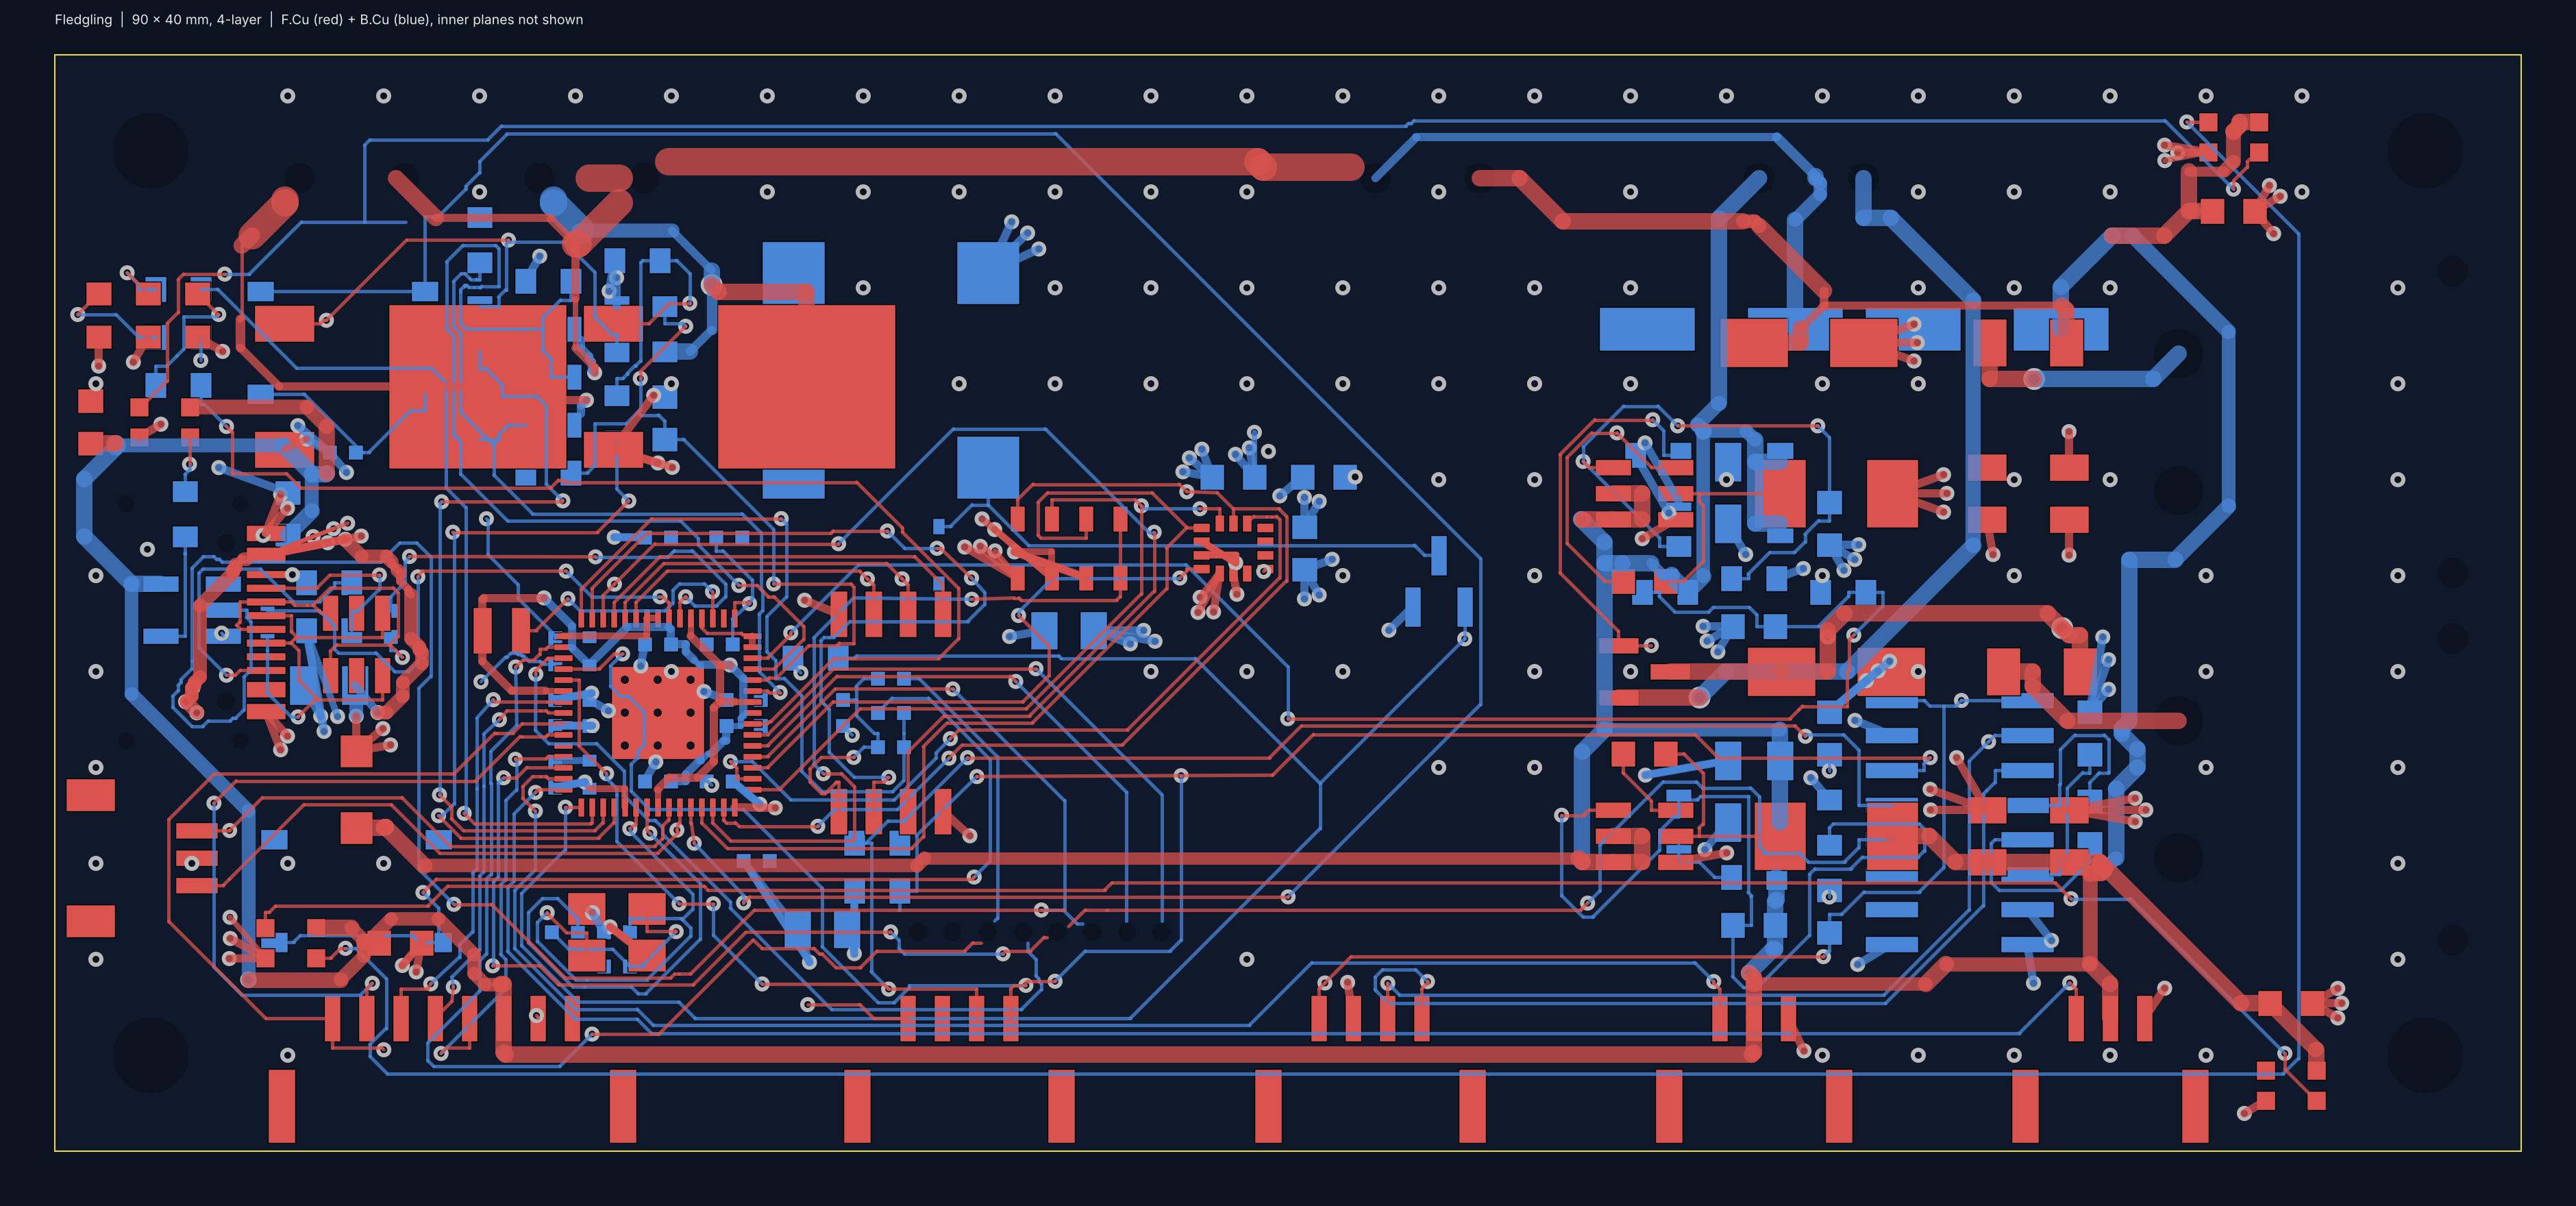 Fledgling | 90 × 40 mm, 4-layer | F.Cu (red) + B.Cu (blue), inner planes not shown